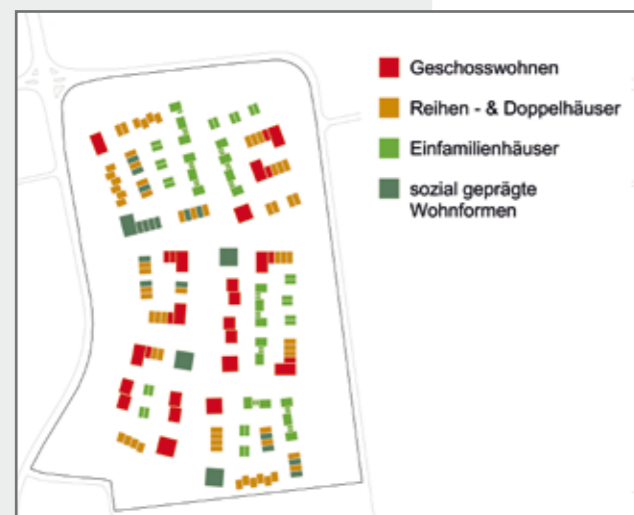 Geschosswohnen
Reihen - & Doppelhäuser
Einfamilienhäuser
sozial geprägte
Wohnformen